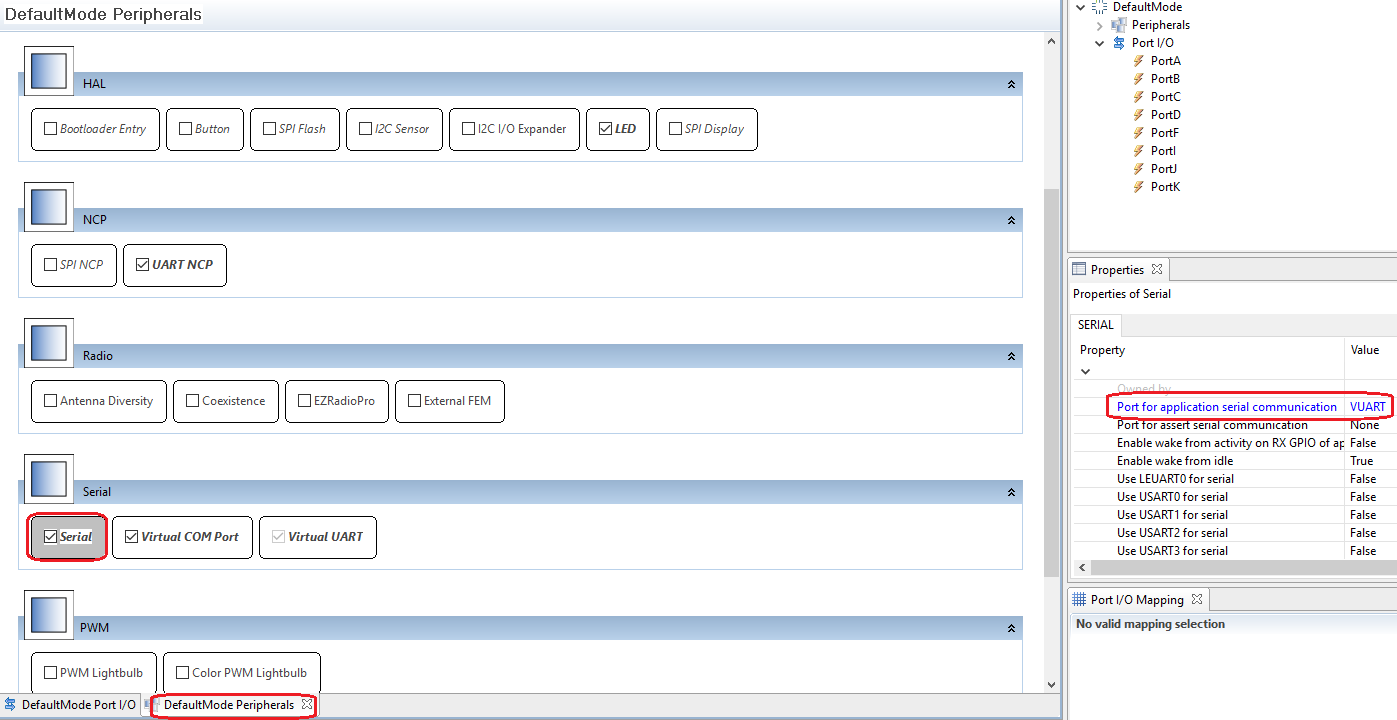 DefaultMode Peripherals
HAL
Bootloader Entry
Button
SPI Flash
I2C Sensor
I2C I/O Expander
LED
SPI Display
NCP
SPI NCP
UART NCP
Radio
Antenna Diversity
Coexistence
EZRadioPro
External FEM
Serial
Serial
Virtual COM Port
Virtual UART
PWM
PWM Lightbulb
Color PWM Lightbulb
DefaultMode Port I/O
DefaultMode Peripherals
DefaultMode
Peripherals
Port I/O
PortA
PortB
PortC
PortD
PortF
PortI
PortJ
PortK
Properties
Properties of Serial
SERIAL
Property Value
Owned by
Port for application serial communication VUART
Port for assert serial communication None
Enable wake from activity on RX GPIO of ap False
Enable wake from idle True
Use LEUART0 for serial False
Use USART0 for serial False
Use USART1 for serial False
Use USART2 for serial False
Use USART3 for serial False
Port I/O Mapping
No valid mapping selection